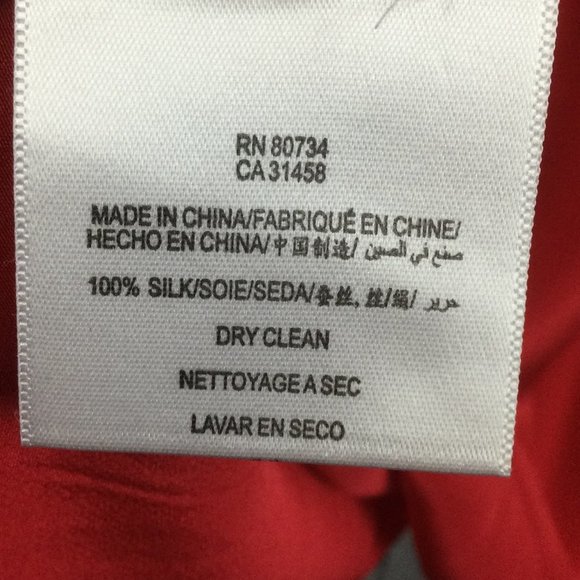 RN 80734
CA 31458
MADE IN CHINA/FABRIQUÉ EN CHINE/
HECHO EN CHINA/中国制造/ صنع في الصين
100% SILK/SOIE/SEDA/蚕丝, 丝/绢/ حرير
DRY CLEAN
NETTOYAGE A SEC
LAVAR EN SECO